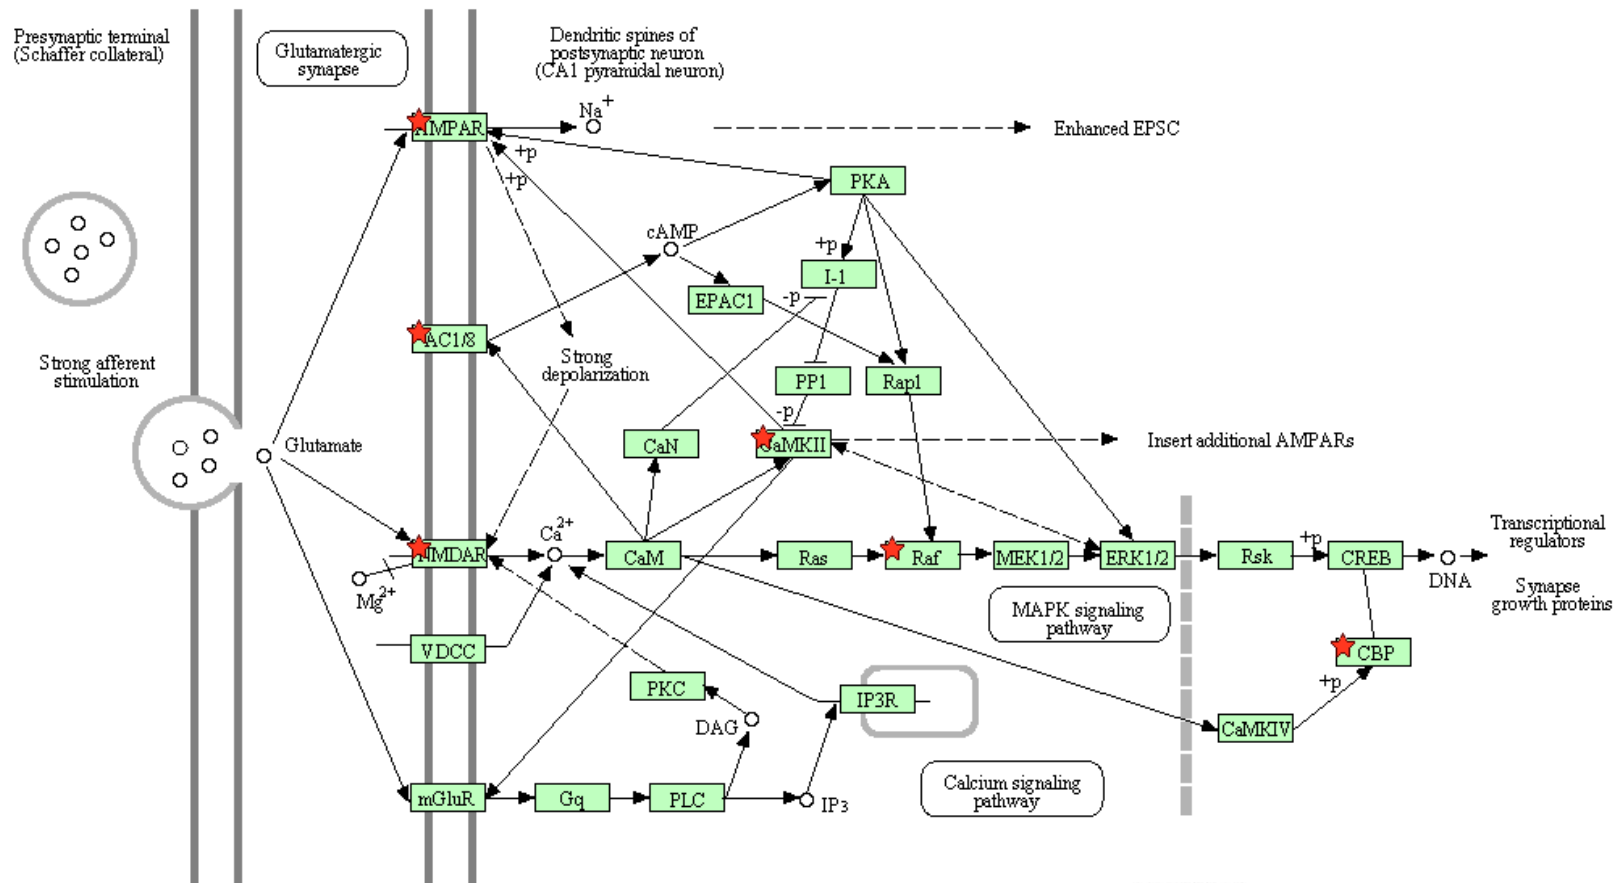 Presynaptic terminal
(Schaffer collateral)
Glutamatergic
synapse
Dendritic spines of
postsynaptic neuron
(CA1 pyramidal neuron)
AMPAR
Na+
Enhanced EPSC
+p
+p
PKA
cAMP
+p
I-1
EPAC1
-p
AC1/8
Strong afferent
stimulation
Strong
depolarization
PP1
Rap1
-p
Glutamate
CaN
CaMKII
Insert additional AMPARs
Ca2+
NMDAR
CaM
Ras
Raf
MEK1/2
ERK1/2
Rsk
+p
CREB
DNA
Transcriptional
regulators
Synapse
growth proteins
Mg2+
MAPK signaling
pathway
VDCC
CBP
+p
PKC
IP3R
DAG
CaMKIV
mGluR
Gq
PLC
IP3
Calcium signaling
pathway